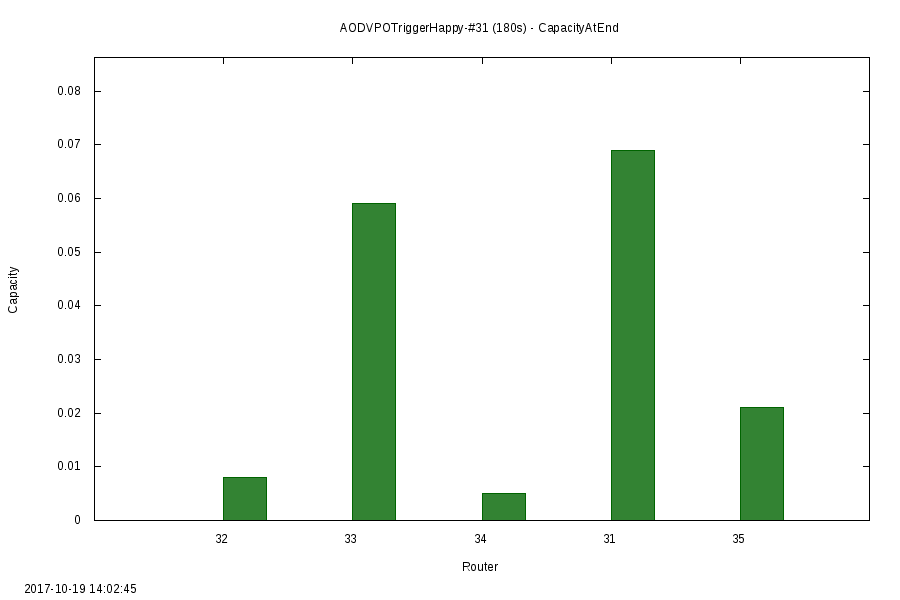 AODVPOTriggerHappy-#31 (180s) - CapacityAtEnd
0.08
0.07
0.06
0.05
0.04
0.03
0.02
0.01
0
Capacity
32 33 34 31 35
Router
2017-10-19 14:02:45